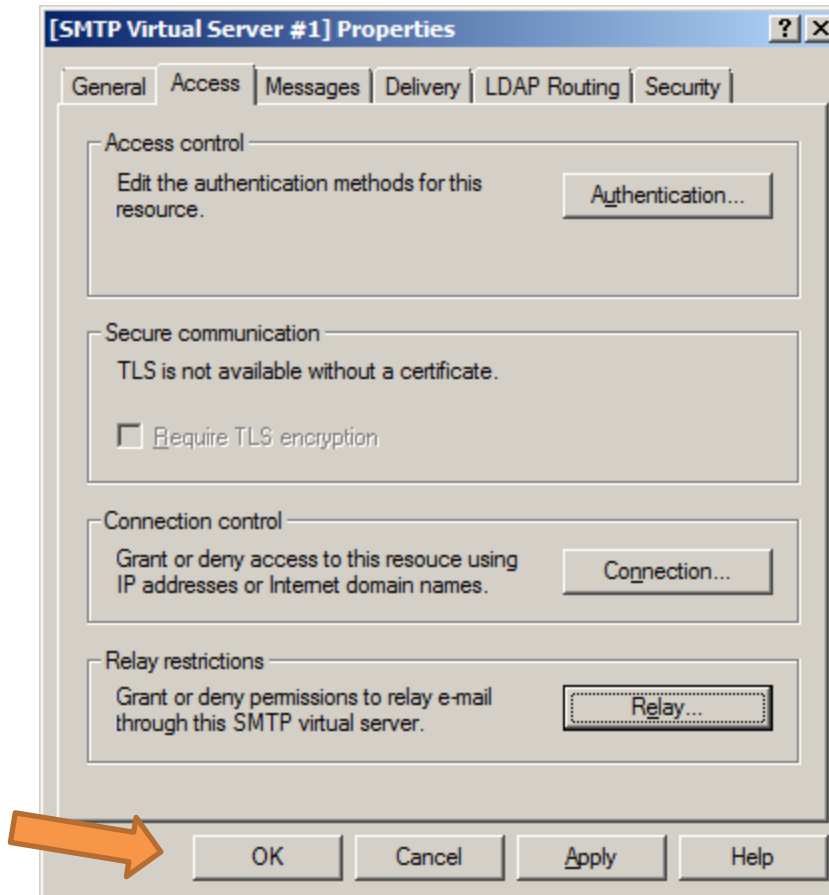 [SMTP Virtual Server #1] Properties
General Access Messages Delivery LDAP Routing Security
Access control
Edit the authentication methods for this
resource.
Authentication...
Secure communication
TLS is not available without a certificate.
Require TLS encryption
Connection control
Grant or deny access to this resouce using
IP addresses or Internet domain names.
Connection...
Relay restrictions
Grant or deny permissions to relay e-mail
through this SMTP virtual server.
Relay...
OK Cancel Apply Help